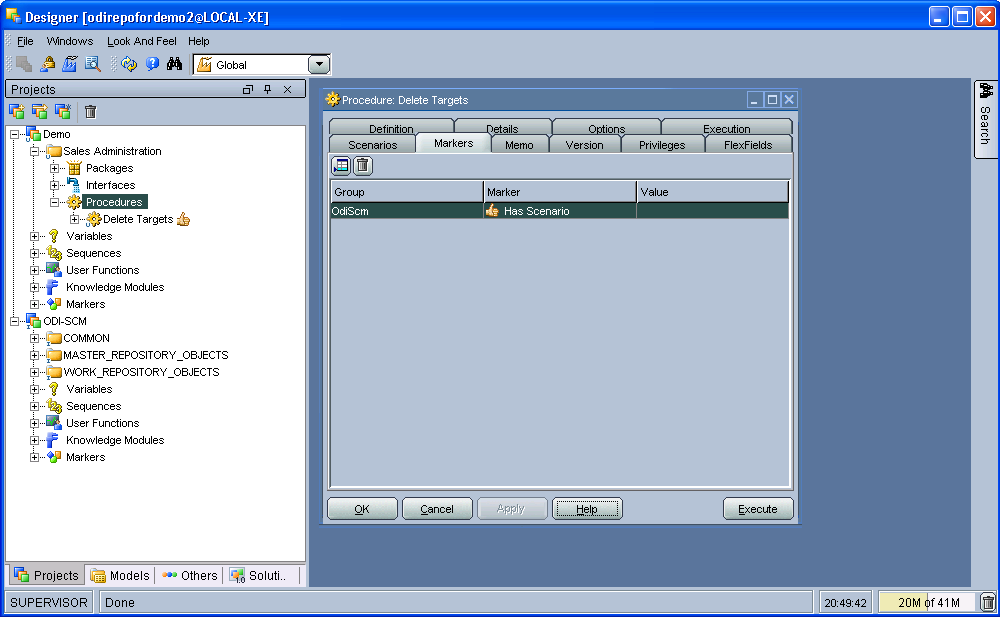 Designer [odirepofordemo2@LOCAL-XE]
File Windows Look And Feel Help
Global
Projects
Demo
Sales Administration
Packages
Interfaces
Procedures
Delete Targets
Variables
Sequences
User Functions
Knowledge Modules
Markers
ODI-SCM
COMMON
MASTER_REPOSITORY_OBJECTS
WORK_REPOSITORY_OBJECTS
Variables
Sequences
User Functions
Knowledge Modules
Markers
Projects Models Others Soluti..
Procedure: Delete Targets
Definition Details Options Execution
Scenarios Markers Memo Version Privileges FlexFields
Group Marker Value
OdiScm Has Scenario
OK Cancel Apply Help Execute
Search
SUPERVISOR Done 20:49:42 20M of 41M